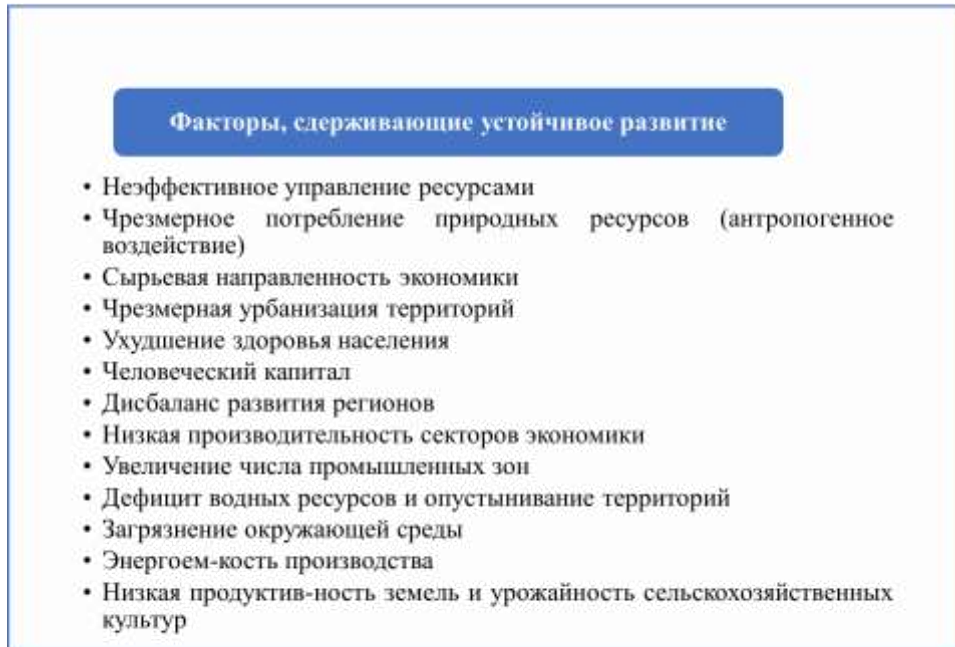 Факторы, сдерживающие устойчивое развитие
• Неэффективное управление ресурсами
• Чрезмерное потребление природных ресурсов (антропогенное
воздействие)
• Сырьевая направленность экономики
• Чрезмерная урбанизация территорий
• Ухудшение здоровья населения
• Человеческий капитал
• Дисбаланс развития регионов
• Низкая производительность секторов экономики
• Увеличение числа промышленных зон
• Дефицит водных ресурсов и опустынивание территорий
• Загрязнение окружающей среды
• Энергоем-кость производства
• Низкая продуктив-ность земель и урожайность сельскохозяйственных
культур